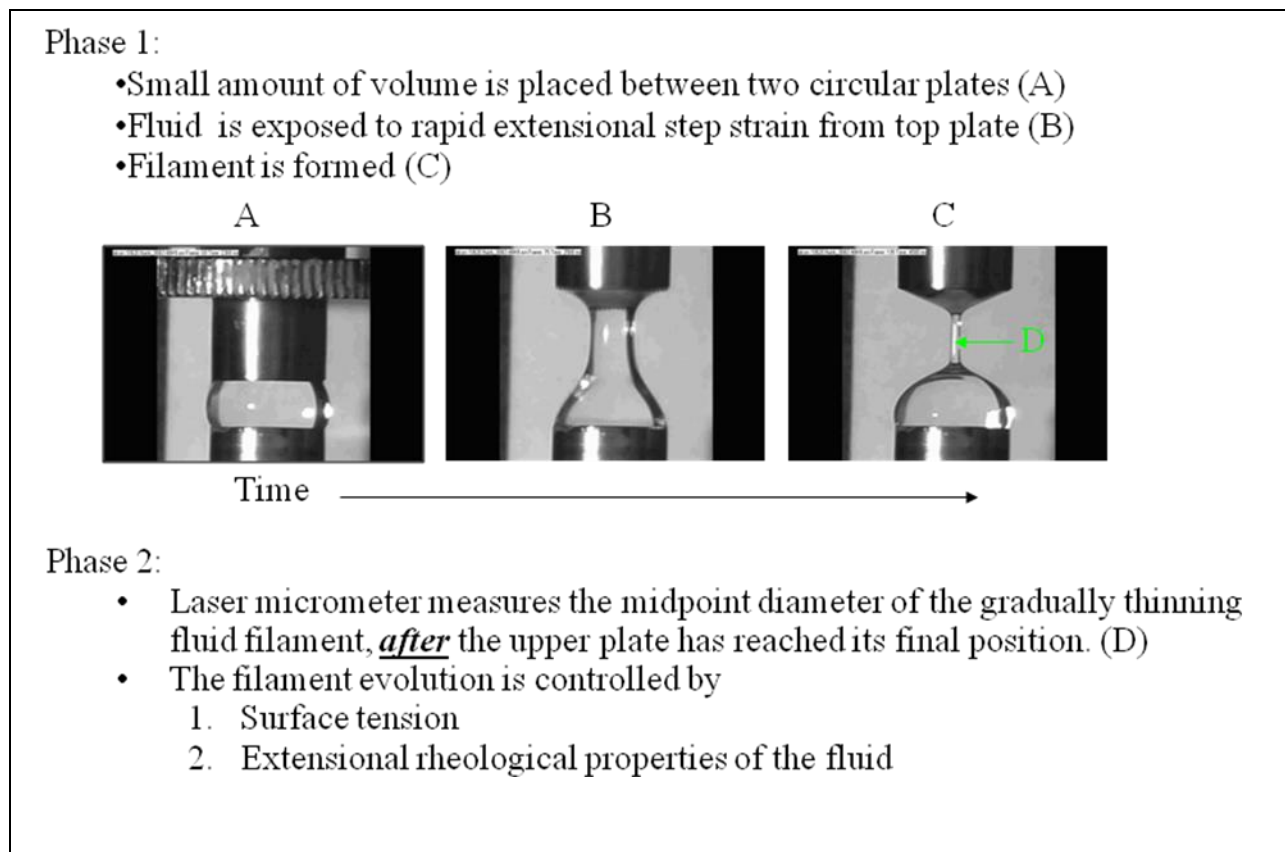 Phase 1:
•Small amount of volume is placed between two circular plates (A)
•Fluid is exposed to rapid extensional step strain from top plate (B)
•Filament is formed (C)
A B C
D
Time
Phase 2:
• Laser micrometer measures the midpoint diameter of the gradually thinning
fluid filament, after the upper plate has reached its final position. (D)
• The filament evolution is controlled by
1. Surface tension
2. Extensional rheological properties of the fluid